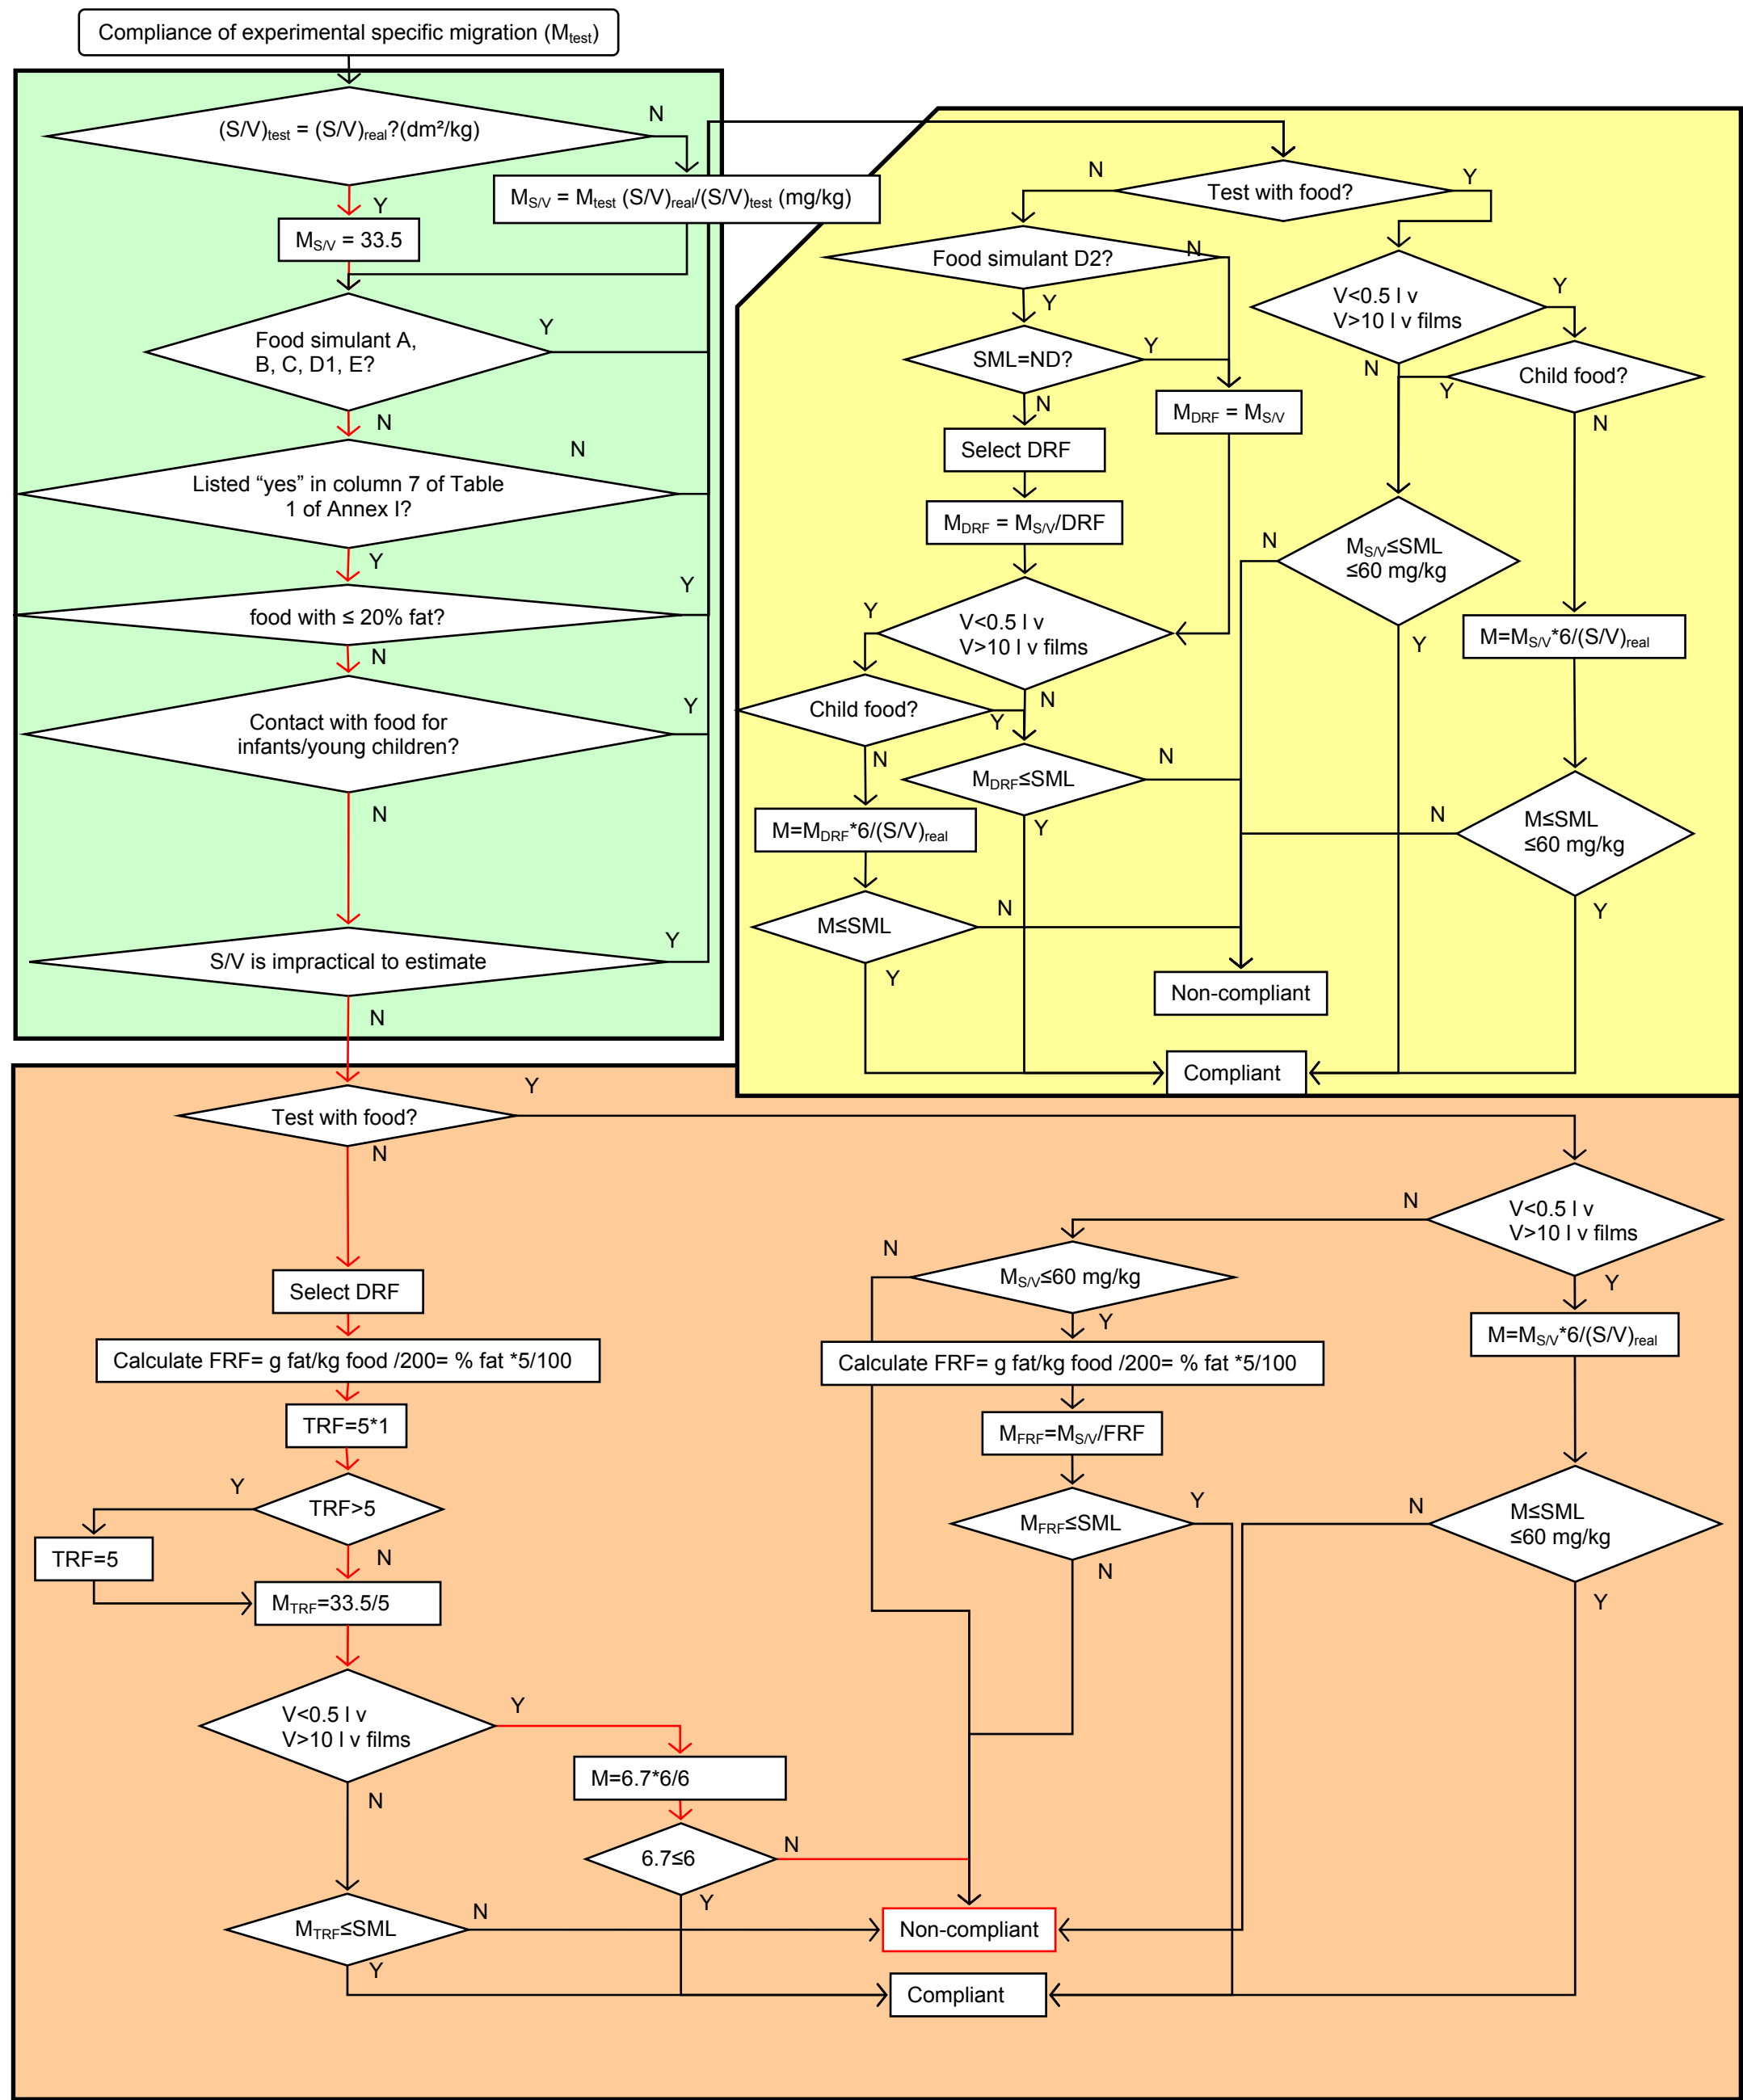 Compliance of experimental specific migration (Mtest)
(S/V)test = (S/V)real?(dm²/kg)
N
Y
MS/V = Mtest (S/V)real/(S/V)test (mg/kg)
MS/V = 33.5
Food simulant A,
B, C, D1, E?
Y
N
Listed “yes” in column 7 of Table
1 of Annex I?
N
Y
food with ≤ 20% fat?
Y
N
Contact with food for
infants/young children?
Y
N
S/V is impractical to estimate
Y
N
Test with food?
N
Y
Food simulant D2?
N
Y
SML=ND?
Y
N
MDRF = MS/V
Select DRF
MDRF = MS/V/DRF
V<0.5 l v
V>10 l v films
Y
N
Child food?
Y
N
MDRF≤SML
N
Y
M=MDRF*6/(S/V)real
M≤SML
N
Y
V<0.5 l v
V>10 l v films
Y
N
Child food?
Y
N
MS/V≤SML
≤60 mg/kg
N
Y
M=MS/V*6/(S/V)real
M≤SML
≤60 mg/kg
N
Y
Non-compliant
Compliant
Test with food?
Y
N
Select DRF
Calculate FRF= g fat/kg food /200= % fat *5/100
TRF=5*1
TRF>5
Y
N
TRF=5
MTRF=33.5/5
V<0.5 l v
V>10 l v films
Y
N
M=6.7*6/6
6.7≤6
N
Y
MTRF≤SML
N
Y
V<0.5 l v
V>10 l v films
N
Y
MS/V≤60 mg/kg
N
Y
Calculate FRF= g fat/kg food /200= % fat *5/100
MFRF=MS/V/FRF
MFRF≤SML
Y
N
M=MS/V*6/(S/V)real
M≤SML
≤60 mg/kg
N
Y
Non-compliant
Compliant